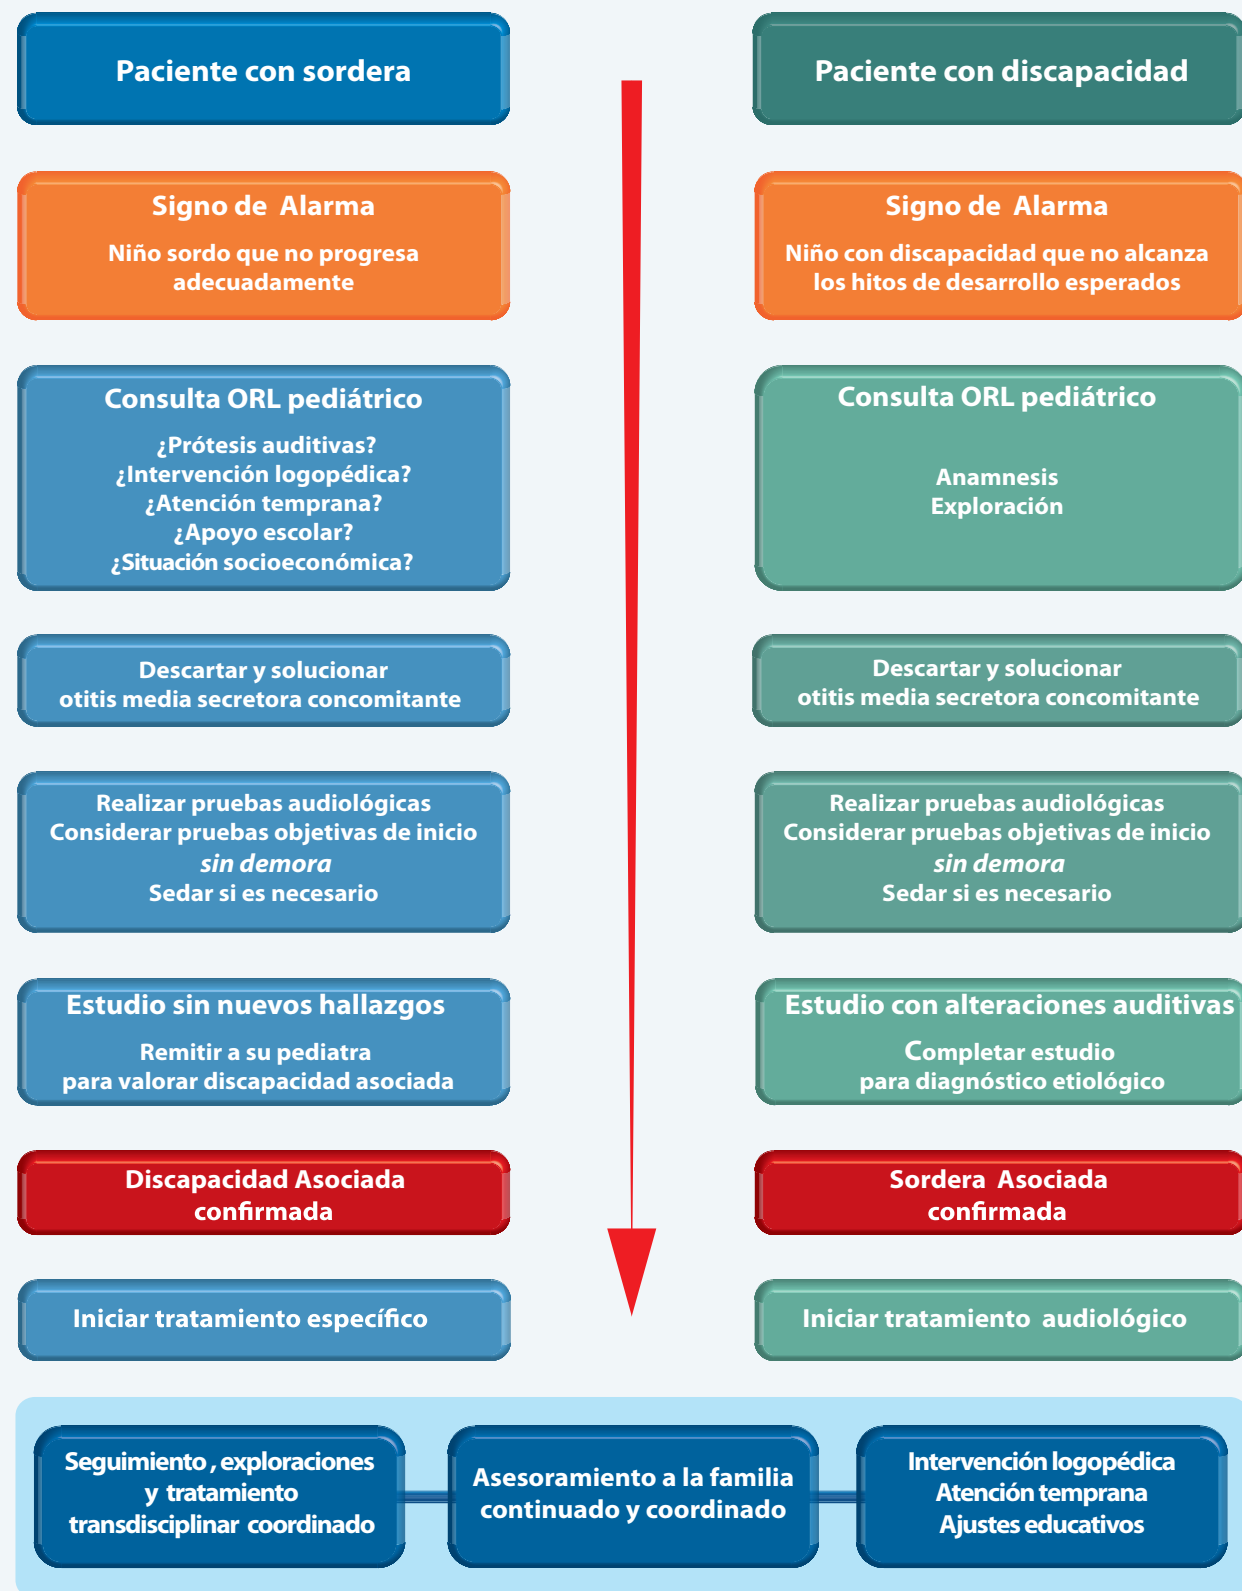 Paciente con sordera
Paciente con discapacidad
Signo de Alarma
Niño sordo que no progresa
adecuadamente
Signo de Alarma
Niño con discapacidad que no alcanza
los hitos de desarrollo esperados
Consulta ORL pediátrico
¿Prótesis auditivas?
¿Intervención logopédica?
¿Atención temprana?
¿Apoyo escolar?
¿Situación socioeconómica?
Consulta ORL pediátrico
Anamnesis
Exploración
Descartar y solucionar
otitis media secretora concomitante
Descartar y solucionar
otitis media secretora concomitante
Realizar pruebas audiológicas
Considerar pruebas objetivas de inicio
sin demora
Sedar si es necesario
Realizar pruebas audiológicas
Considerar pruebas objetivas de inicio
sin demora
Sedar si es necesario
Estudio sin nuevos hallazgos
Remitir a su pediatra
para valorar discapacidad asociada
Estudio con alteraciones auditivas
Completar estudio
para diagnóstico etiológico
Discapacidad Asociada
confirmada
Sordera Asociada
confirmada
Iniciar tratamiento específico
Iniciar tratamiento audiológico
Seguimiento , exploraciones
y tratamiento
transdisciplinar coordinado
Asesoramiento a la familia
continuado y coordinado
Intervención logopédica
Atención temprana
Ajustes educativos